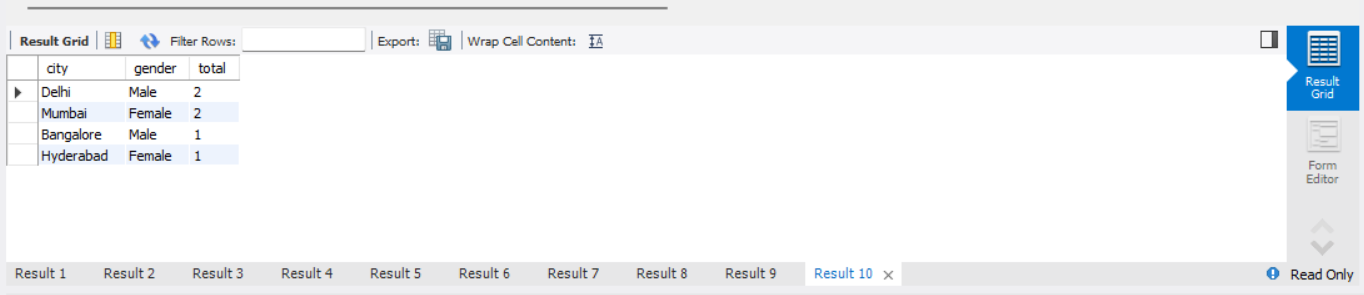 Result Grid Filter Rows: Export: Wrap Cell Content: IA
city gender total
Delhi Male 2
Mumbai Female 2
Bangalore Male 1
Hyderabad Female 1
Result
Grid
Form
Editor
Result 1 Result 2 Result 3 Result 4 Result 5 Result 6 Result 7 Result 8 Result 9 Result 10 Read Only